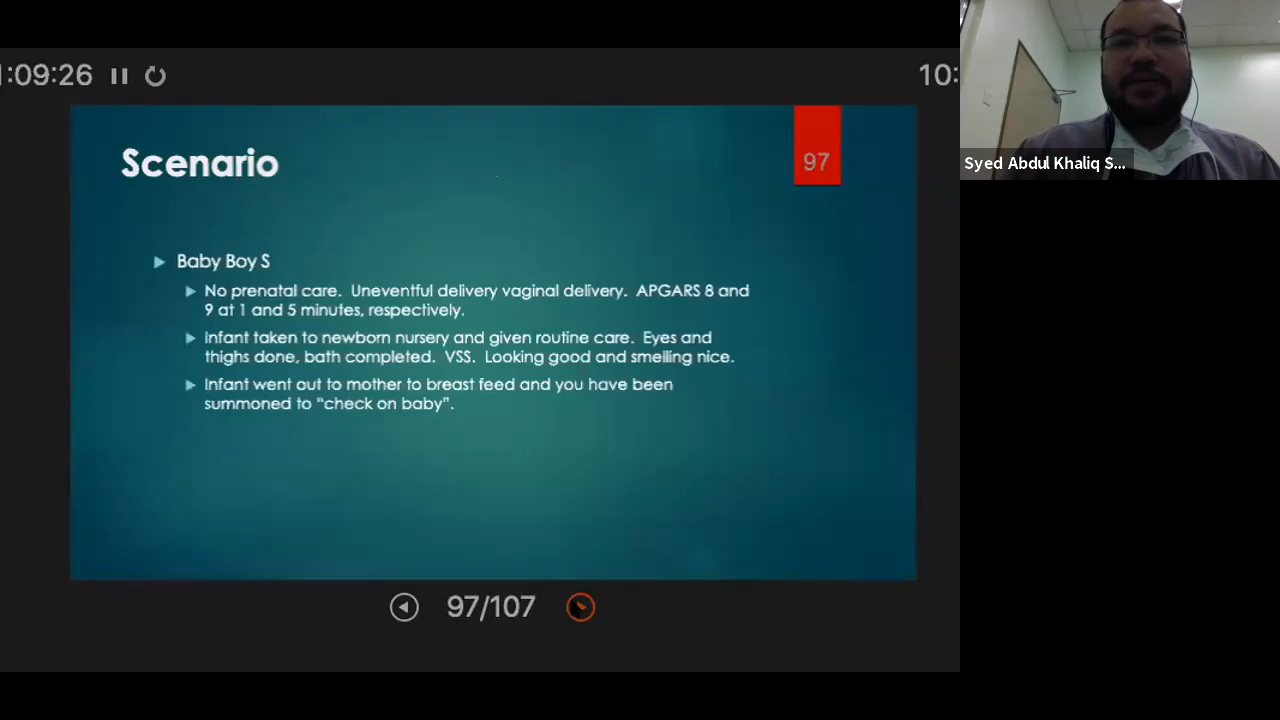 1:09:26
10:
Scenario
97
Baby Boy S
No prenatal care. Uneventful delivery vaginal delivery. APGARS 8 and
9 at 1 and 5 minutes, respectively.
Infant taken to newborn nursery and given routine care. Eyes and
thighs done, bath completed. VSS. Looking good and smelling nice.
Infant went out to mother to breast feed and you have been
summoned to “check on baby”.
97/107
Syed Abdul Khaliq S...